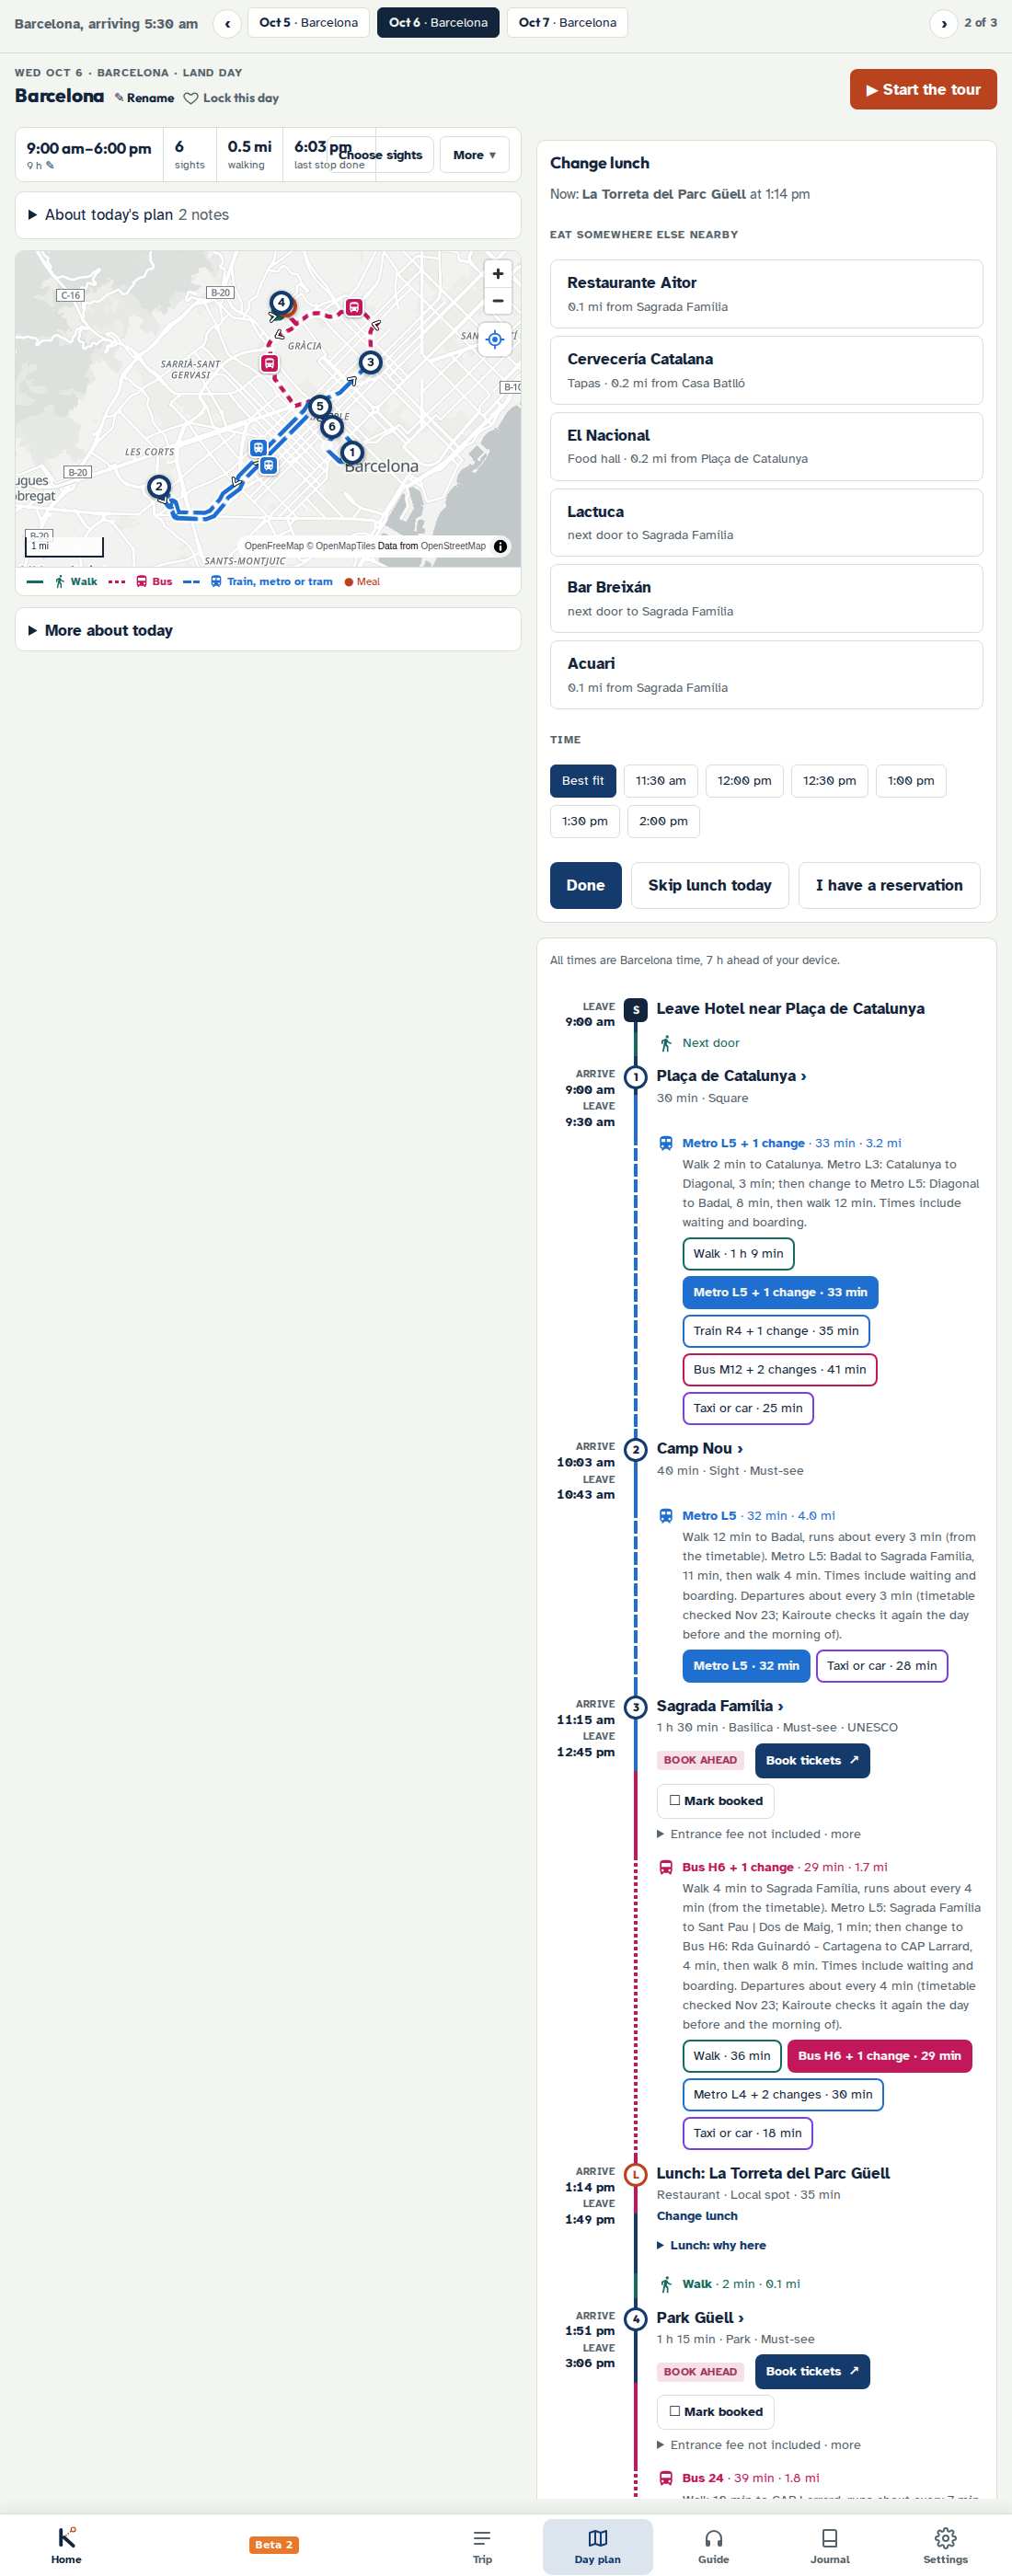 Barcelona, arriving 5:30 am
‹
Oct 5 · Barcelona
Oct 6 · Barcelona
Oct 7 · Barcelona
›
2 of 3
WED OCT 6 · BARCELONA · LAND DAY
Barcelona
✎ Rename
Lock this day
▶ Start the tour
9:00 am–6:00 pm
9 h ✎
6
sights
0.5 mi
walking
6:03 pm
last stop done
Choose sights
More ▼
▶ About today's plan 2 notes
C-16
B-20
4
GRÀCIA
SARRIÀ-SANT
GERVASI
3
B-10
5
6
1
LES CORTS
B-20
Barcelona
2
B-20
1 mi
SANTS-MONTJUÏC
OpenFreeMap © OpenMapTiles Data from OpenStreetMap
+
−
Walk
Bus
Train, metro or tram
Meal
▶ More about today
Change lunch
Now: La Torreta del Parc Güell at 1:14 pm
EAT SOMEWHERE ELSE NEARBY
Restaurante Aitor
0.1 mi from Sagrada Família
Cervecería Catalana
Tapas · 0.2 mi from Casa Batlló
El Nacional
Food hall · 0.2 mi from Plaça de Catalunya
Lactuca
next door to Sagrada Família
Bar Breixán
next door to Sagrada Família
Acuari
0.1 mi from Sagrada Família
TIME
Best fit
11:30 am
12:00 pm
12:30 pm
1:00 pm
1:30 pm
2:00 pm
Done
Skip lunch today
I have a reservation
All times are Barcelona time, 7 h ahead of your device.
LEAVE
9:00 am
S
Leave Hotel near Plaça de Catalunya
Next door
ARRIVE
9:00 am
LEAVE
9:30 am
1
Plaça de Catalunya ›
30 min · Square
Metro L5 + 1 change · 33 min · 3.2 mi
Walk 2 min to Catalunya. Metro L3: Catalunya to
Diagonal, 3 min; then change to Metro L5: Diagonal
to Badal, 8 min, then walk 12 min. Times include
waiting and boarding.
Walk · 1 h 9 min
Metro L5 + 1 change · 33 min
Train R4 + 1 change · 35 min
Bus M12 + 2 changes · 41 min
Taxi or car · 25 min
ARRIVE
10:03 am
LEAVE
10:43 am
2
Camp Nou ›
40 min · Sight · Must-see
Metro L5 · 32 min · 4.0 mi
Walk 12 min to Badal, runs about every 3 min (from
the timetable). Metro L5: Badal to Sagrada Família,
11 min, then walk 4 min. Times include waiting and
boarding. Departures about every 3 min (timetable
checked Nov 23; Kairoute checks it again the day
before and the morning of).
Metro L5 · 32 min
Taxi or car · 28 min
ARRIVE
11:15 am
LEAVE
12:45 pm
3
Sagrada Família ›
1 h 30 min · Basilica · Must-see · UNESCO
BOOK AHEAD
Book tickets ↗
☐ Mark booked
▶ Entrance fee not included · more
Bus H6 + 1 change · 29 min · 1.7 mi
Walk 4 min to Sagrada Família, runs about every 4
min (from the timetable). Metro L5: Sagrada Família
to Sant Pau | Dos de Maig, 1 min; then change to
Bus H6: Rda Guinardó - Cartagena to CAP Larrard,
4 min, then walk 8 min. Times include waiting and
boarding. Departures about every 4 min (timetable
checked Nov 23; Kairoute checks it again the day
before and the morning of).
Walk · 36 min
Bus H6 + 1 change · 29 min
Metro L4 + 2 changes · 30 min
Taxi or car · 18 min
ARRIVE
1:14 pm
LEAVE
1:49 pm
L
Lunch: La Torreta del Parc Güell
Restaurant · Local spot · 35 min
Change lunch
▶ Lunch: why here
Walk · 2 min · 0.1 mi
ARRIVE
1:51 pm
LEAVE
3:06 pm
4
Park Güell ›
1 h 15 min · Park · Must-see
BOOK AHEAD
Book tickets ↗
☐ Mark booked
▶ Entrance fee not included · more
Bus 24 · 39 min · 1.8 mi
Home
Beta 2
Trip
Day plan
Guide
Journal
Settings